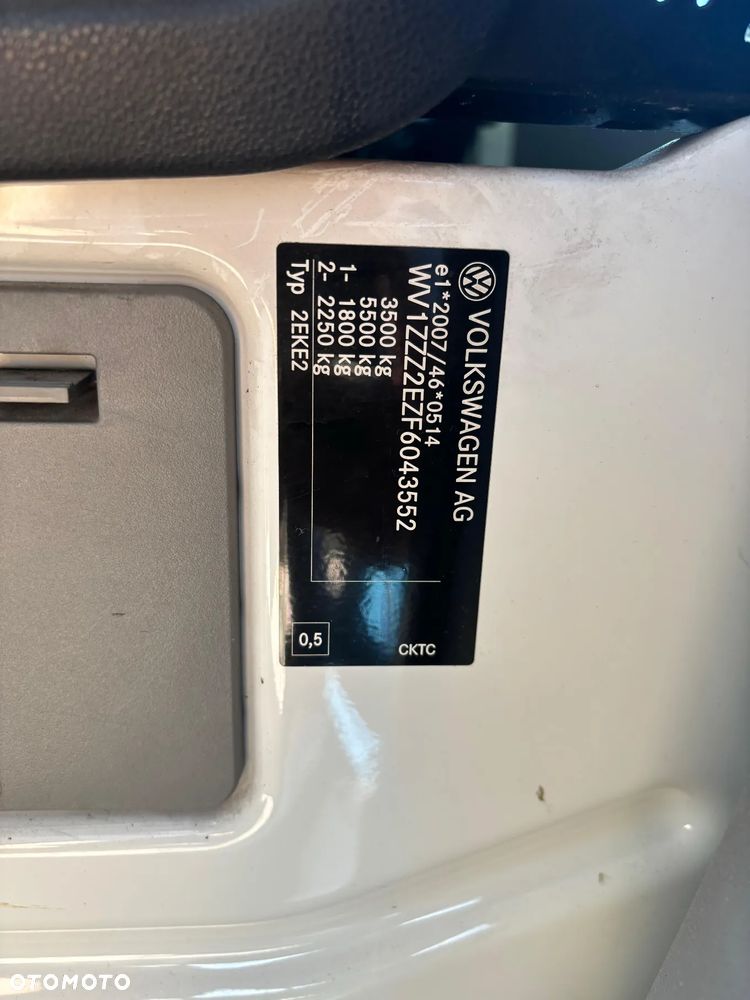 VOLKSWAGEN AG
e1*2007/46*0514
WV1ZZZ2EZF6043552
3500 kg
5500 kg
1- 1800 kg
2- 2250 kg
Typ 2EKE2
0,5
CKTC
OTOMOTO